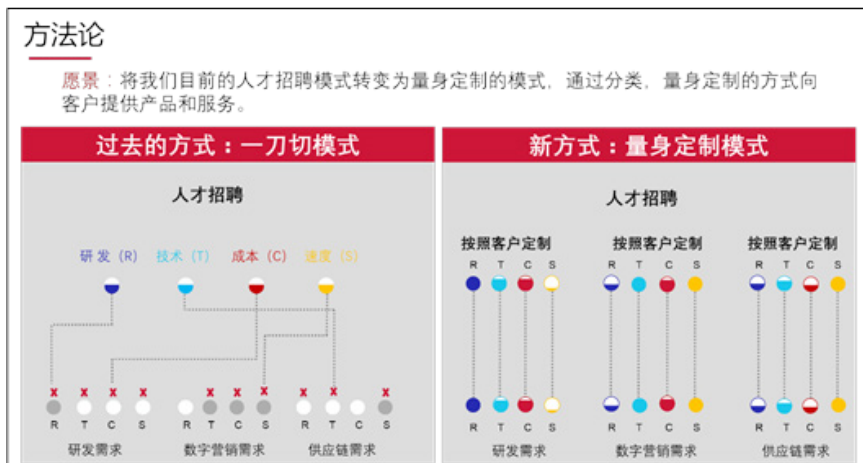 方法论
愿景：将我们目前的人才招聘模式转变为量身定制的模式，通过分类，量身定制的方式向
客户提供产品和服务。
过去的方式：一刀切模式
人才招聘
研发（R） 技术（T） 成本（C） 速度（S）
x x x x x x x x x x
R T C S R T C S R T C S
研发需求 数字营销需求 供应链需求
新方式：量身定制模式
人才招聘
按照客户定制 按照客户定制 按照客户定制
R T C S R T C S R T C S
R T C S R T C S R T C S
研发需求 数字营销需求 供应链需求